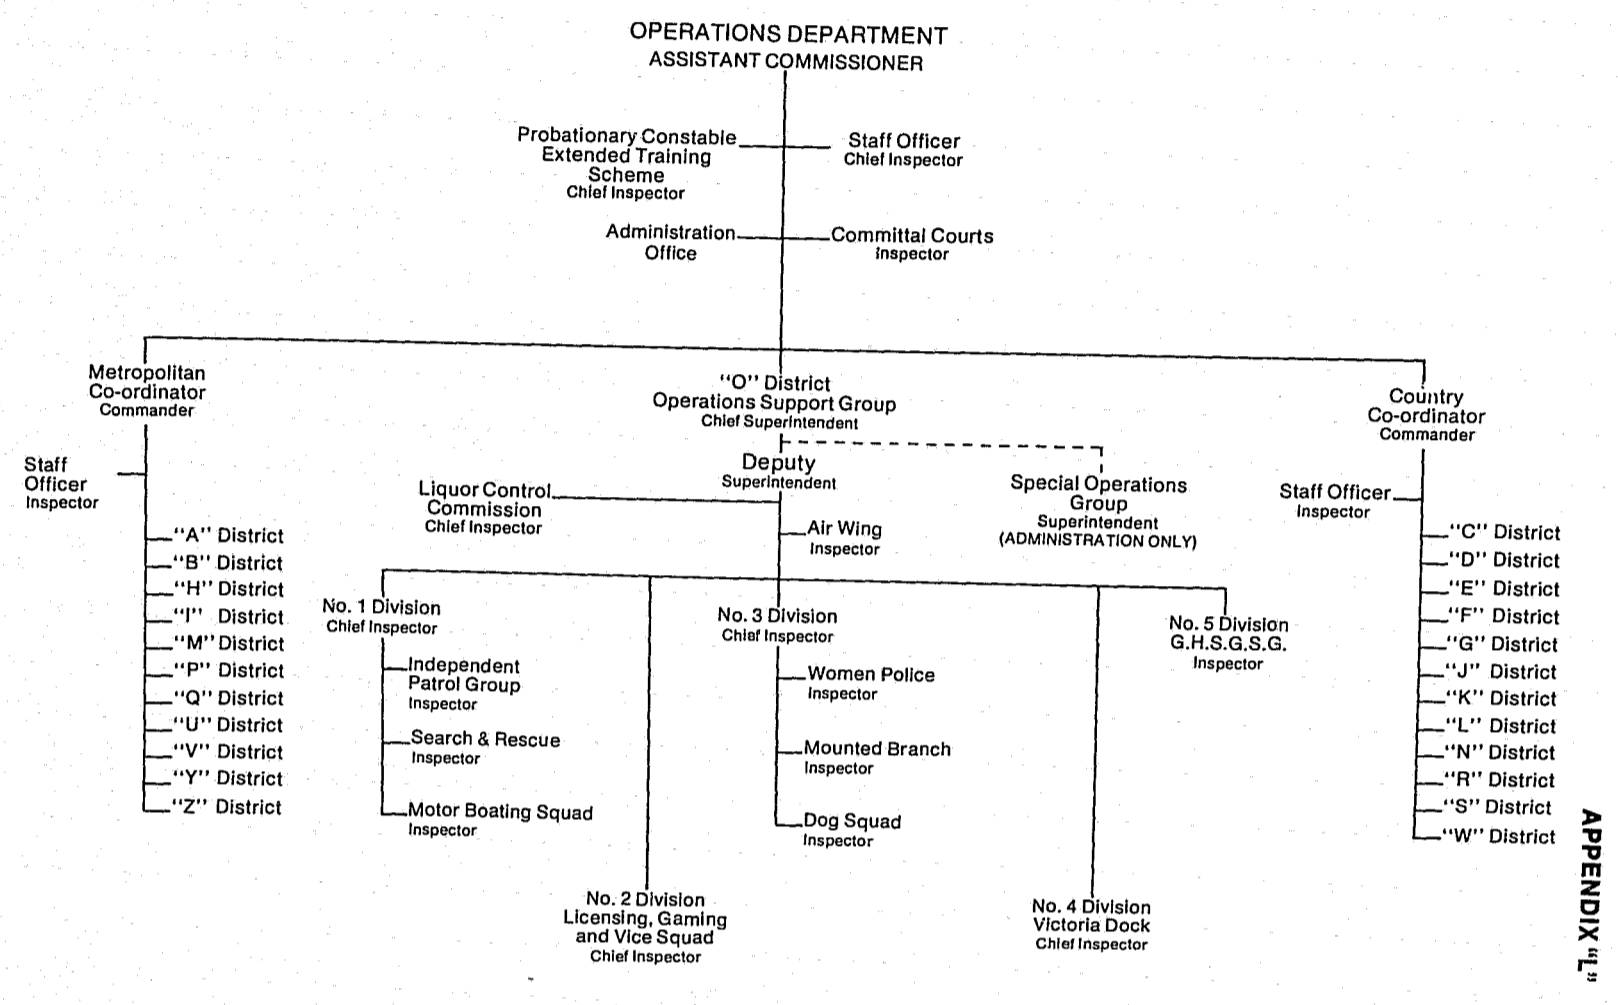 OPERATIONS DEPARTMENT
ASSISTANT COMMISSIONER
Probationary Constable
Extended Training
Scheme
Chief Inspector
Staff Officer
Chief Inspector
Administration
Office
Committal Courts
Inspector
Metropolitan
Co-ordinator
Commander
Staff
Officer
Inspector
"A" District
"B" District
"H" District
"I" District
"M" District
"P" District
"Q" District
"U" District
"V" District
"Y" District
"Z" District
"O" District
Operations Support Group
Chief Superintendent
Deputy
Superintendent
Liquor Control
Commission
Chief Inspector
Air Wing
Inspector
Special Operations
Group
Superintendent
(ADMINISTRATION ONLY)
No. 1 Division
Chief Inspector
Independent
Patrol Group
Inspector
Search & Rescue
Inspector
Motor Boating Squad
Inspector
No. 2 Division
Licensing, Gaming
and Vice Squad
Chief Inspector
No. 3 Division
Chief Inspector
Women Police
Inspector
Mounted Branch
Inspector
Dog Squad
Inspector
No. 4 Division
Victoria Dock
Chief Inspector
No. 5 Division
G.H.S.G.S.G.
Inspector
Country
Co-ordinator
Commander
Staff Officer
Inspector
"C" District
"D" District
"E" District
"F" District
"G" District
"J" District
"K" District
"L" District
"N" District
"R" District
"S" District
"W" District
APPENDIX "L"